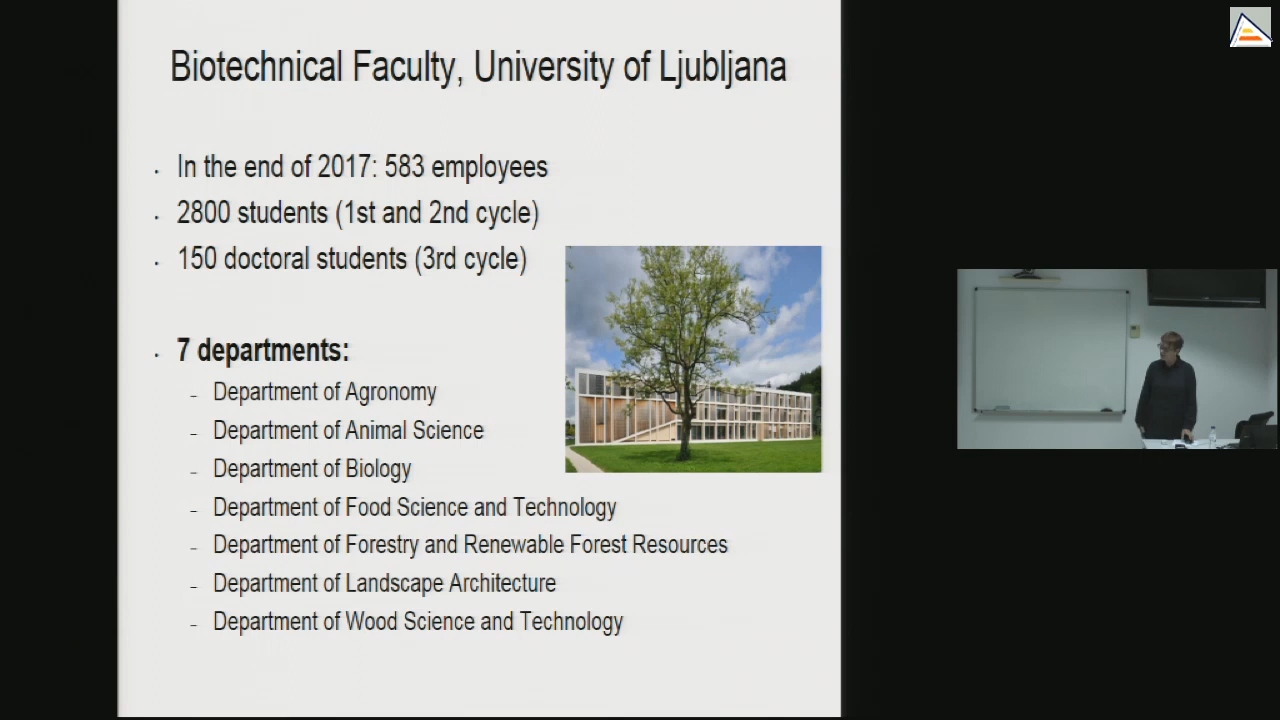 Biotechnical Faculty, University of Ljubljana
· In the end of 2017: 583 employees
· 2800 students (1st and 2nd cycle)
· 150 doctoral students (3rd cycle)
· 7 departments:
– Department of Agronomy
– Department of Animal Science
– Department of Biology
– Department of Food Science and Technology
– Department of Forestry and Renewable Forest Resources
– Department of Landscape Architecture
– Department of Wood Science and Technology